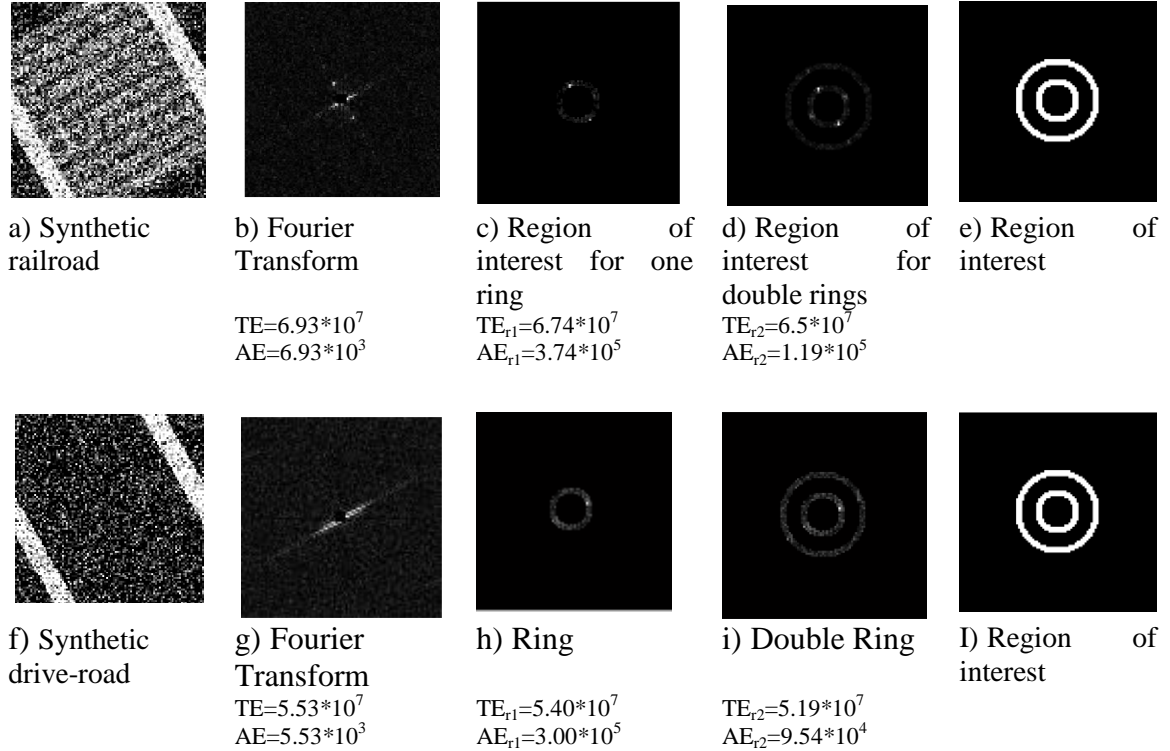 a) Synthetic railroad
b) Fourier Transform
TE=6.93*10^7
AE=6.93*10^3
c) Region of interest for one ring
TE_r1=6.74*10^7
AE_r1=3.74*10^5
d) Region of interest for double rings
TE_r2=6.5*10^7
AE_r2=1.19*10^5
e) Region of interest
f) Synthetic drive-road
g) Fourier Transform
TE=5.53*10^7
AE=5.53*10^3
h) Ring
TE_r1=5.40*10^7
AE_r1=3.00*10^5
i) Double Ring
TE_r2=5.19*10^7
AE_r2=9.54*10^4
I) Region of interest